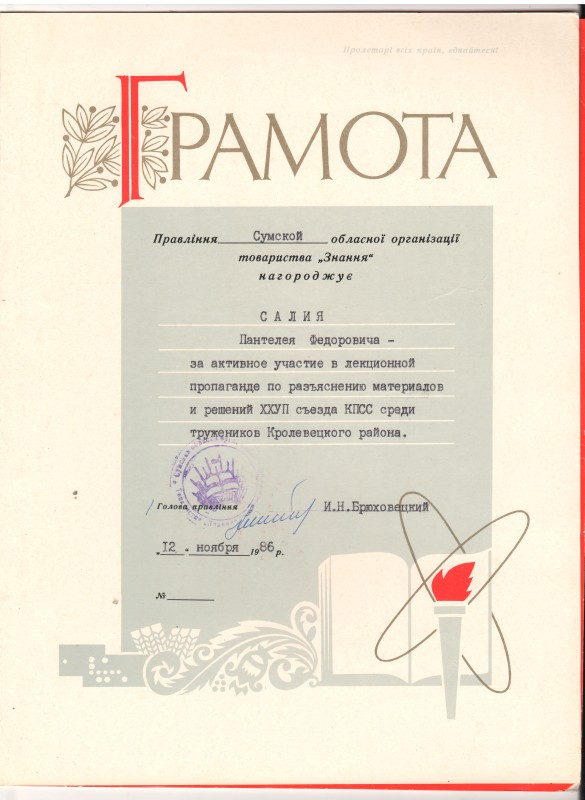 Пролетарі всіх країн, єднайтеся!
ГРАМОТА
Правління Сумской обласної організації
товариства „Знання“
нагороджує
САЛИЯ
Пантелея Федоровича –
за активное участие в лекционной
пропаганде по разъяснению материалов
и решений ХХУП съезда КПСС среди
тружеников Кролевецкого района.
Голова правління И.Н.Брюховецкий
„12 . ноября 1986 р.
№